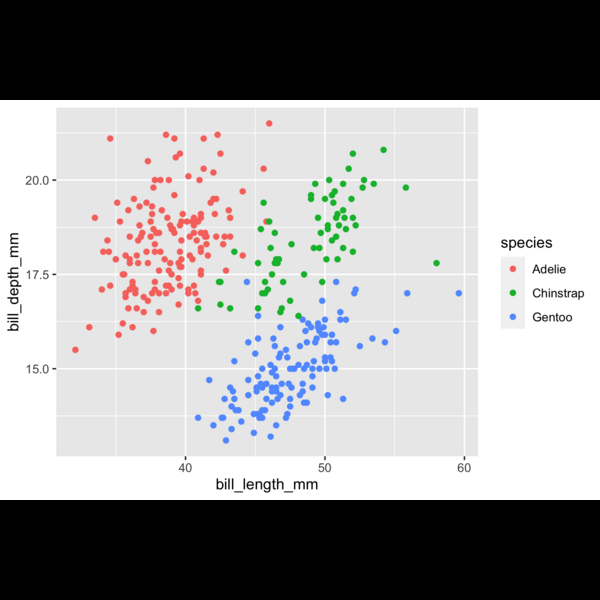 bill_depth_mm
20.0
17.5
15.0
40
50
60
bill_length_mm
species
Adelie
Chinstrap
Gentoo